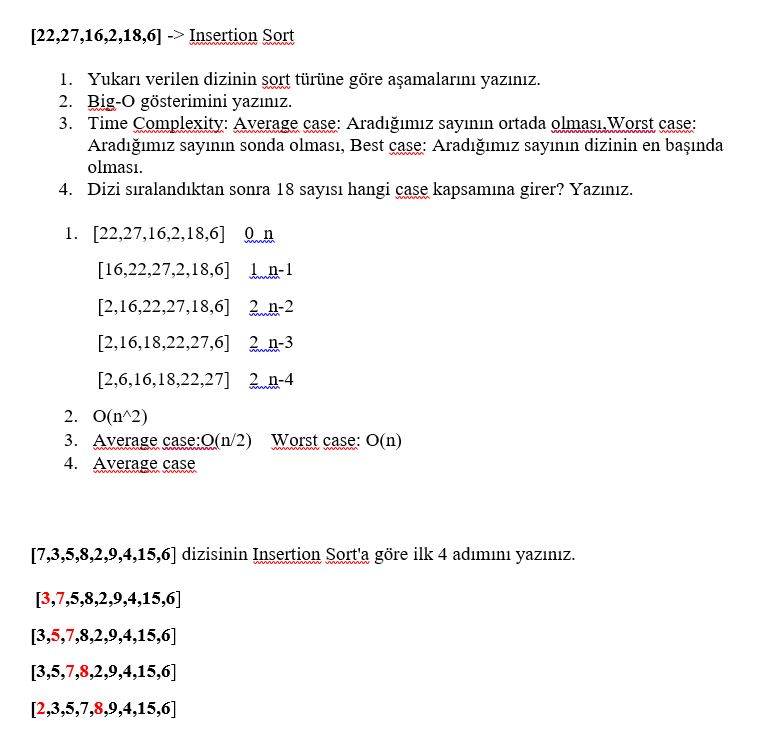 [22,27,16,2,18,6] -> Insertion Sort
1. Yukarı verilen dizinin sort türüne göre aşamalarını yazınız.
2. Big-O gösterimini yazınız.
3. Time Complexity: Average case: Aradığımız sayının ortada olması,Worst case:
Aradığımız sayının sonda olması, Best case: Aradığımız sayının dizinin en başında
olması.
4. Dizi sıralandıktan sonra 18 sayısı hangi case kapsamına girer? Yazınız.
1. [22,27,16,2,18,6] 0 n
[16,22,27,2,18,6] 1 n-1
[2,16,22,27,18,6] 2 n-2
[2,16,18,22,27,6] 2 n-3
[2,6,16,18,22,27] 2 n-4
2. O(n^2)
3. Average case:O(n/2) Worst case: O(n)
4. Average case
[7,3,5,8,2,9,4,15,6] dizisinin Insertion Sort'a göre ilk 4 adımını yazınız.
[3,7,5,8,2,9,4,15,6]
[3,5,7,8,2,9,4,15,6]
[3,5,7,8,2,9,4,15,6]
[2,3,5,7,8,9,4,15,6]